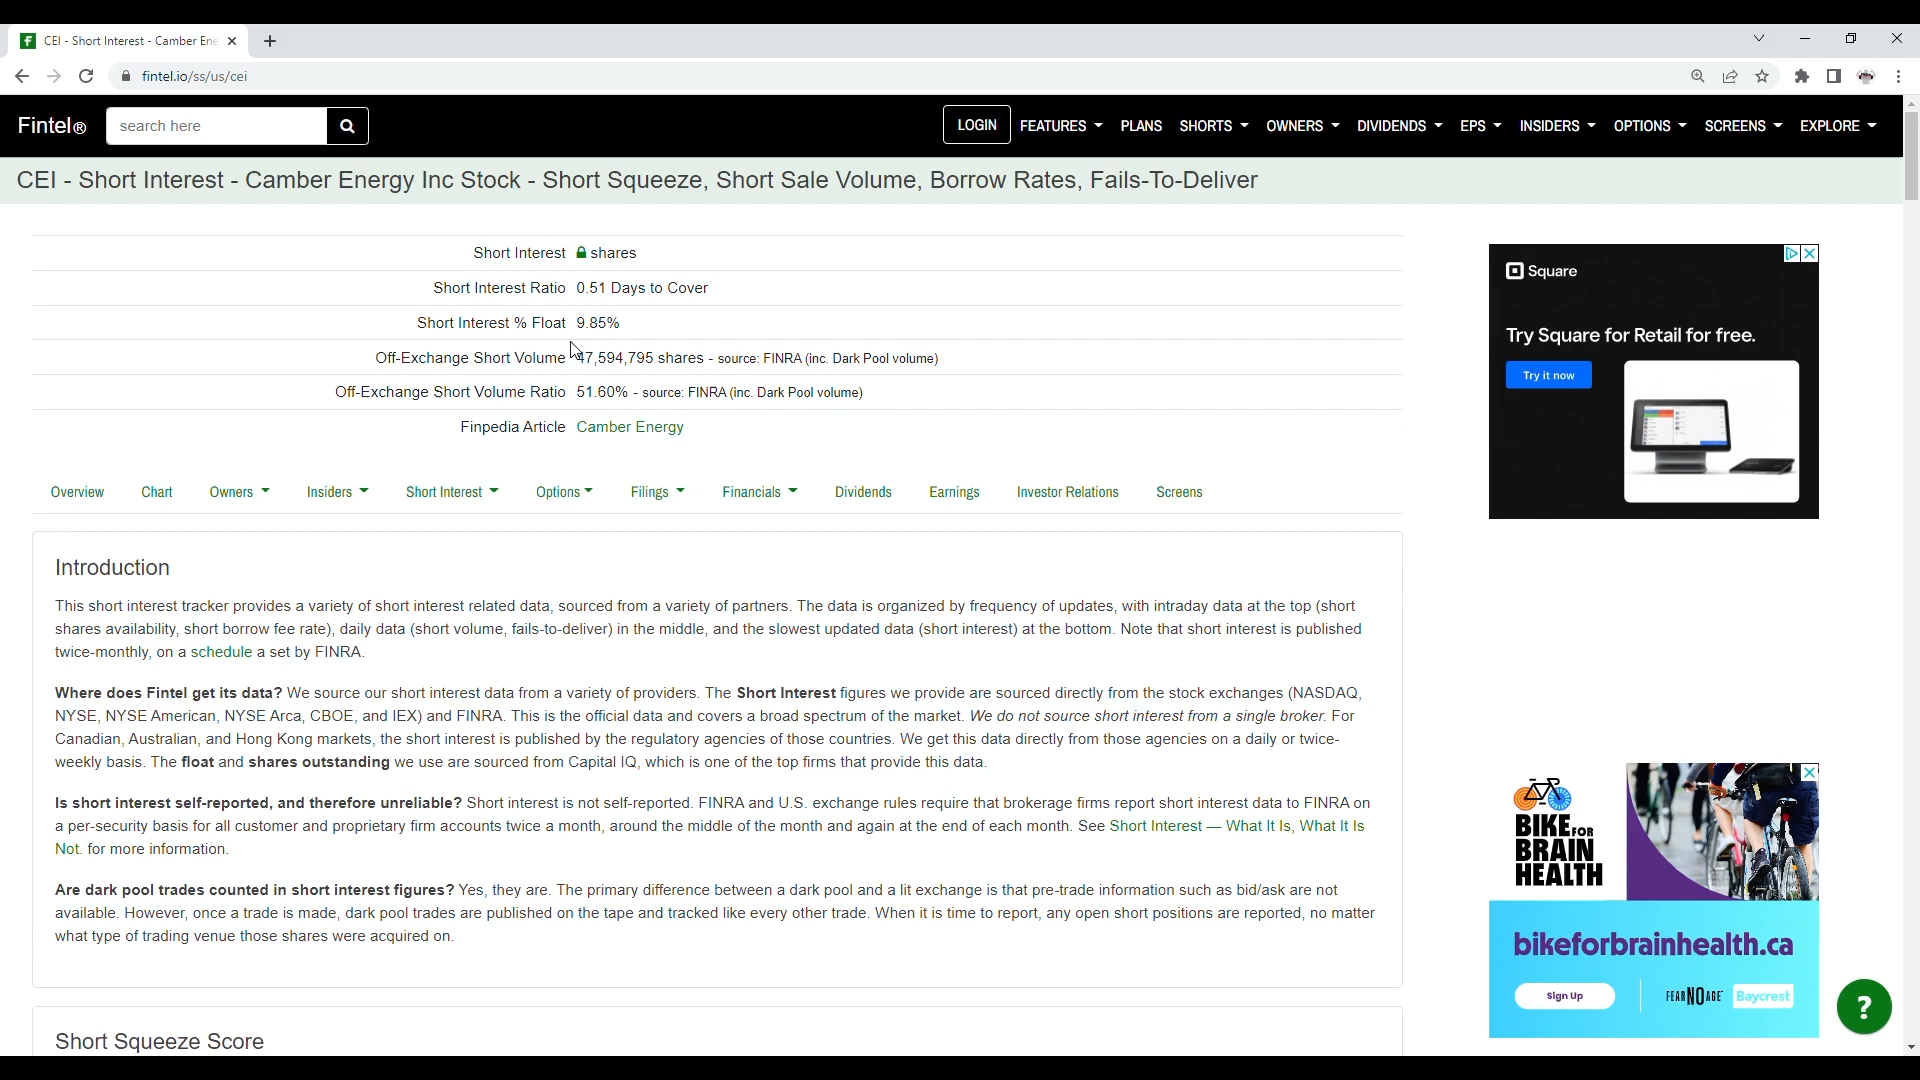 CEI - Short Interest - Camber Ene
fintel.io/ss/us/cei
Fintel®
search here
LOGIN
FEATURES
PLANS
SHORTS
OWNERS
DIVIDENDS
EPS
INSIDERS
OPTIONS
SCREENS
EXPLORE
CEI - Short Interest - Camber Energy Inc Stock - Short Squeeze, Short Sale Volume, Borrow Rates, Fails-To-Deliver
Short Interest shares
Short Interest Ratio 0.51 Days to Cover
Short Interest % Float 9.85%
Off-Exchange Short Volume 47,594,795 shares - source: FINRA (inc. Dark Pool volume)
Off-Exchange Short Volume Ratio 51.60% - source: FINRA (inc. Dark Pool volume)
Finpedia Article Camber Energy
Overview
Chart
Owners
Insiders
Short Interest
Options
Filings
Financials
Dividends
Earnings
Investor Relations
Screens
Introduction
This short interest tracker provides a variety of short interest related data, sourced from a variety of partners. The data is organized by frequency of updates, with intraday data at the top (short
shares availability, short borrow fee rate), daily data (short volume, fails-to-deliver) in the middle, and the slowest updated data (short interest) at the bottom. Note that short interest is published
twice-monthly, on a schedule a set by FINRA.
Where does Fintel get its data? We source our short interest data from a variety of providers. The Short Interest figures we provide are sourced directly from the stock exchanges (NASDAQ,
NYSE, NYSE American, NYSE Arca, CBOE, and IEX) and FINRA. This is the official data and covers a broad spectrum of the market. We do not source short interest from a single broker. For
Canadian, Australian, and Hong Kong markets, the short interest is published by the regulatory agencies of those countries. We get this data directly from those agencies on a daily or twice-
weekly basis. The float and shares outstanding we use are sourced from Capital IQ, which is one of the top firms that provide this data.
Is short interest self-reported, and therefore unreliable? Short interest is not self-reported. FINRA and U.S. exchange rules require that brokerage firms report short interest data to FINRA on
a per-security basis for all customer and proprietary firm accounts twice a month, around the middle of the month and again at the end of each month. See Short Interest — What It Is, What It Is
Not. for more information.
Are dark pool trades counted in short interest figures? Yes, they are. The primary difference between a dark pool and a lit exchange is that pre-trade information such as bid/ask are not
available. However, once a trade is made, dark pool trades are published on the tape and tracked like every other trade. When it is time to report, any open short positions are reported, no matter
what type of trading venue those shares were acquired on.
Short Squeeze Score
Square
Try Square for Retail for free.
Try it now
BIKE FOR
BRAIN
HEALTH
bikeforbrainhealth.ca
Sign Up
FEAR NO AGE
Baycrest
?